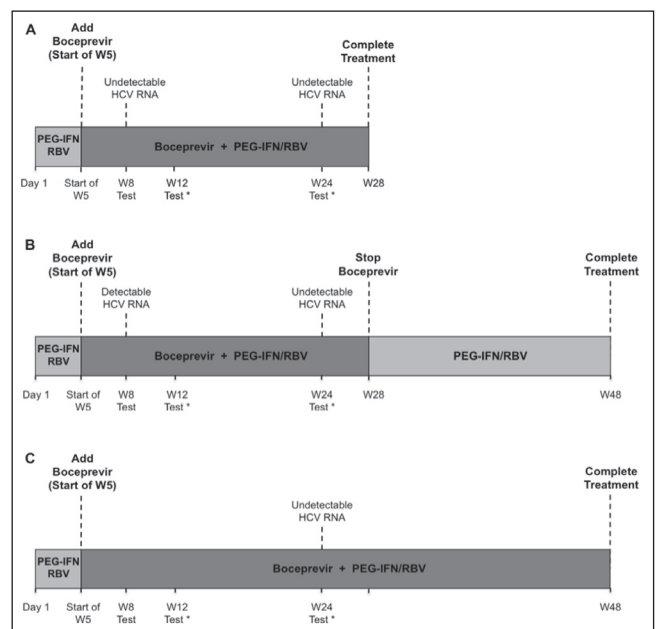 A
Add
Boceprevir
(Start of W5)
Complete
Treatment
Undetectable
HCV RNA
Undetectable
HCV RNA
PEG-IFN
RBV
Boceprevir + PEG-IFN/RBV
Day 1
Start of
W5
W8
Test
W12
Test *
W24
Test *
W28
B
Add
Boceprevir
(Start of W5)
Stop
Boceprevir
Complete
Treatment
Detectable
HCV RNA
Undetectable
HCV RNA
PEG-IFN
RBV
Boceprevir + PEG-IFN/RBV
PEG-IFN/RBV
Day 1
Start of
W5
W8
Test
W12
Test *
W24
Test *
W28
W48
C
Add
Boceprevir
(Start of W5)
Complete
Treatment
Undetectable
HCV RNA
PEG-IFN
RBV
Boceprevir + PEG-IFN/RBV
Day 1
Start of
W5
W8
Test
W12
Test *
W24
Test *
W48